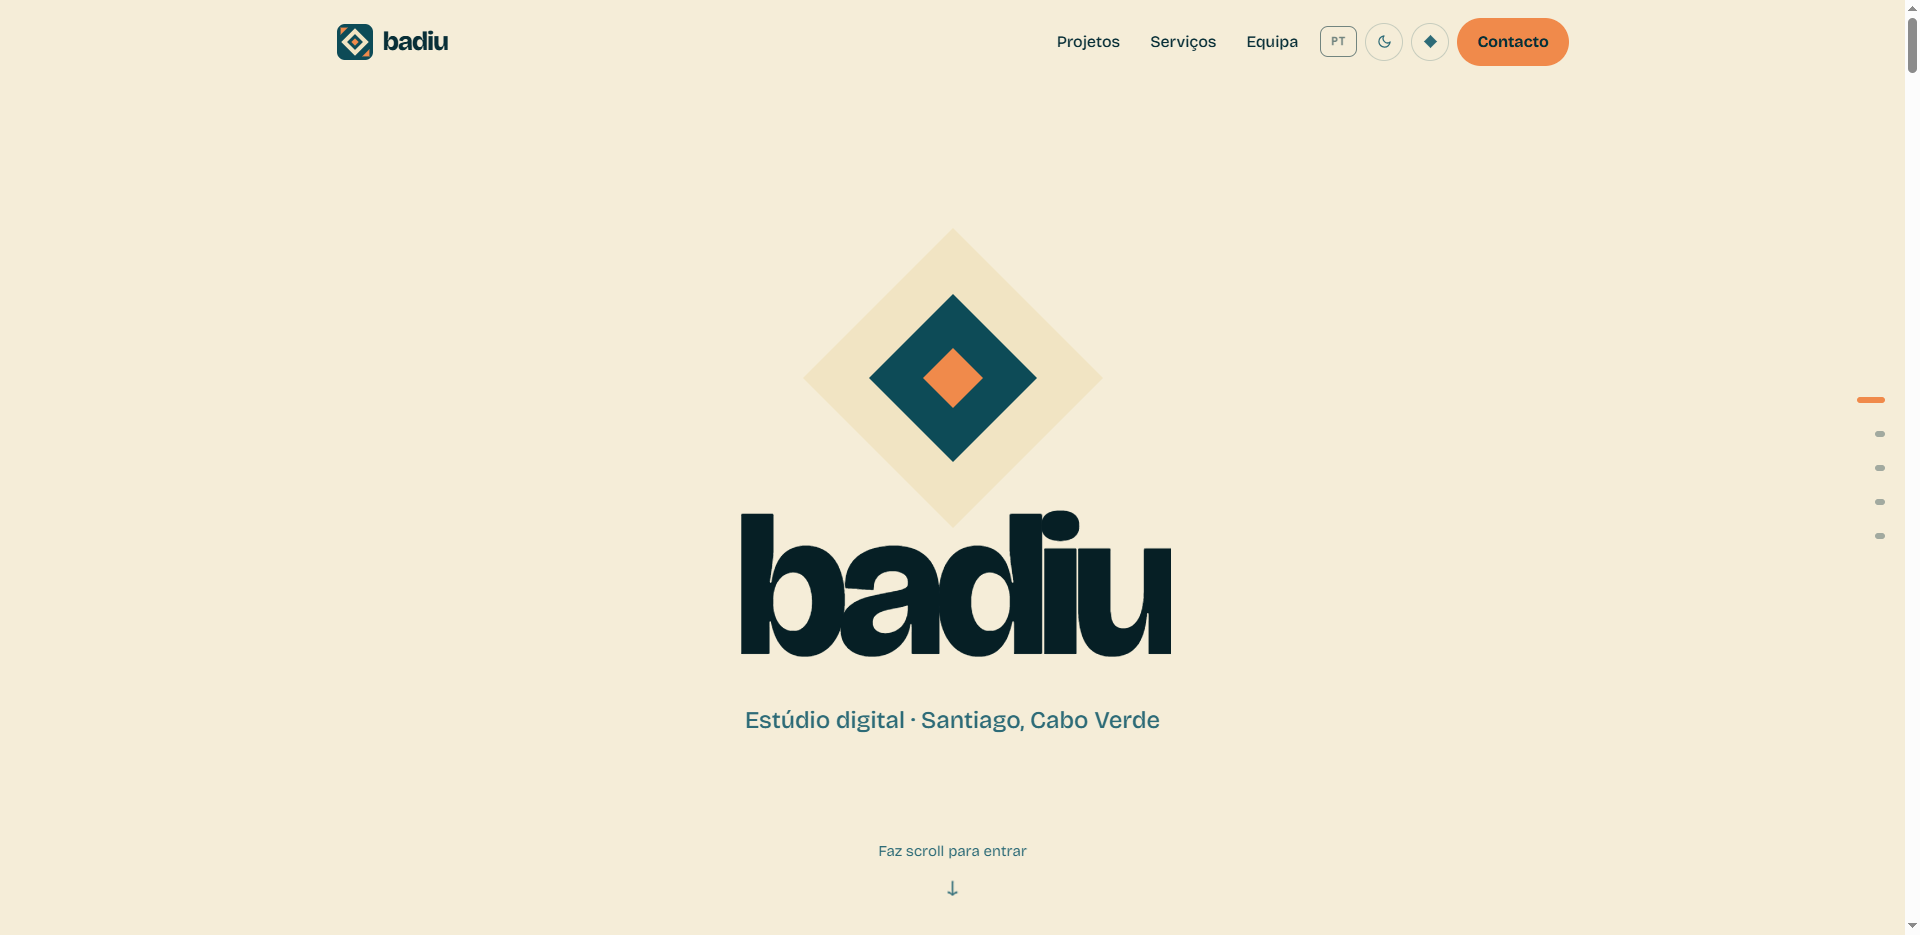 badiu
Projetos
Serviços
Equipa
PT
Contacto
badiu
Estúdio digital · Santiago, Cabo Verde
Faz scroll para entrar